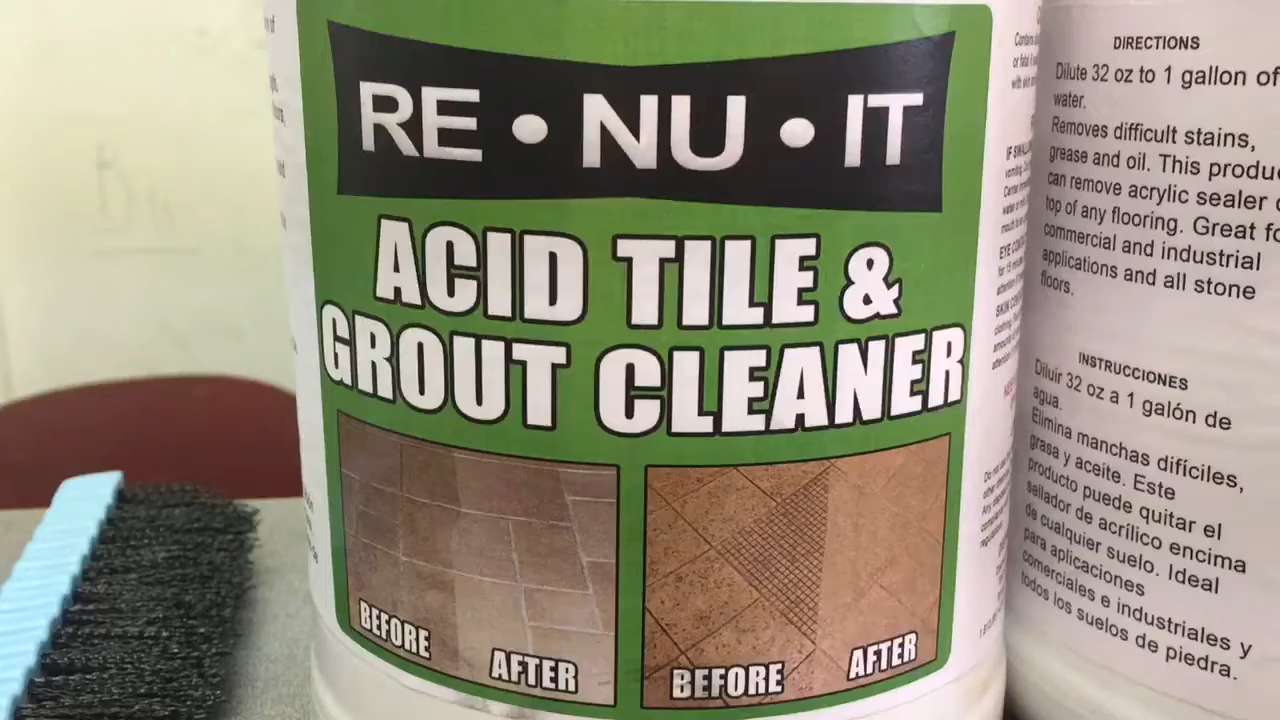 RE • NU • IT
ACID TILE &
GROUT CLEANER
BEFORE
AFTER
BEFORE
AFTER
DIRECTIONS
Dilute 32 oz to 1 gallon of
water.
Removes difficult stains,
grease and oil. This
can remove acrylic sealer
top of any flooring. Great
commercial and industrial
applications and all stone
floors.
INSTRUCCIONES
Diluir 32 oz a 1 galón de
agua.
Elimina manchas difíciles,
grasa y aceite. Este
producto puede quitar el
sellador de acrílico encima
de cualquier suelo. Ideal
para aplicaciones
comerciales e industriales y
todos los suelos de piedra.